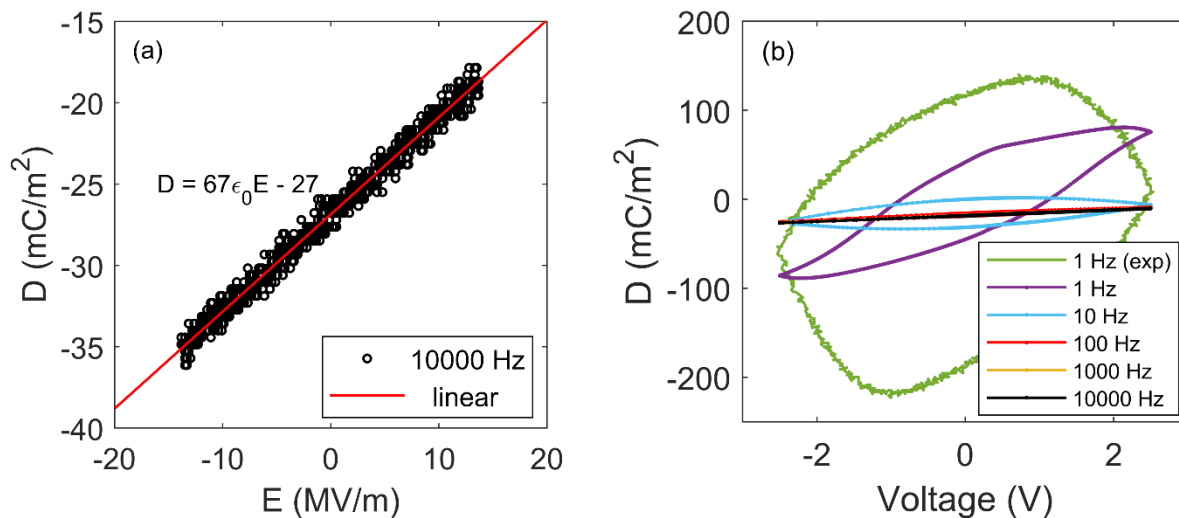 (a)
D = 67ϵ₀E - 27
10000 Hz
linear
-15
-20
-25
-30
-35
-40
-20
-10
0
10
20
D (mC/m²)
E (MV/m)
(b)
200
100
0
-100
-200
-2
0
2
D (mC/m²)
Voltage (V)
1 Hz (exp)
1 Hz
10 Hz
100 Hz
1000 Hz
10000 Hz